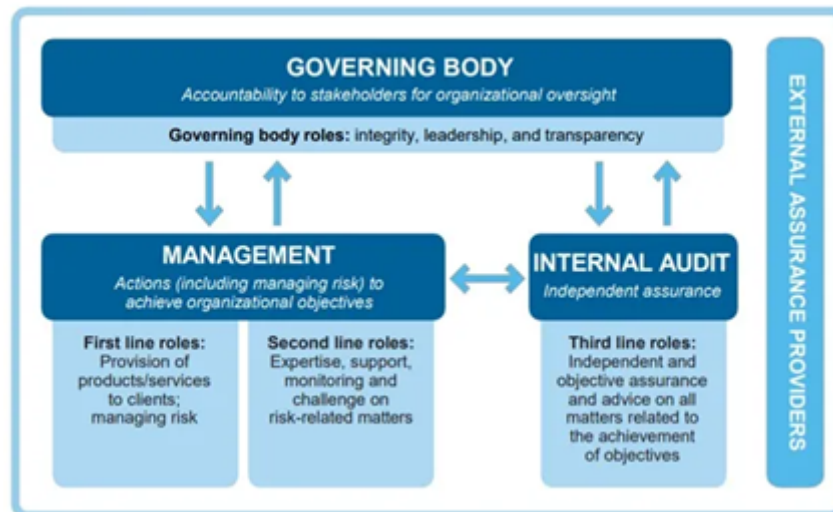 GOVERNING BODY
Accountability to stakeholders for organizational oversight
Governing body roles: integrity, leadership, and transparency
MANAGEMENT
Actions (including managing risk) to
achieve organizational objectives
First line roles:
Provision of
products/services
to clients;
managing risk
Second line roles:
Expertise, support,
monitoring and
challenge on
risk-related matters
INTERNAL AUDIT
Independent assurance
Third line roles:
Independent and
objective assurance
and advice on all
matters related to
the achievement
of objectives
EXTERNAL ASSURANCE PROVIDERS